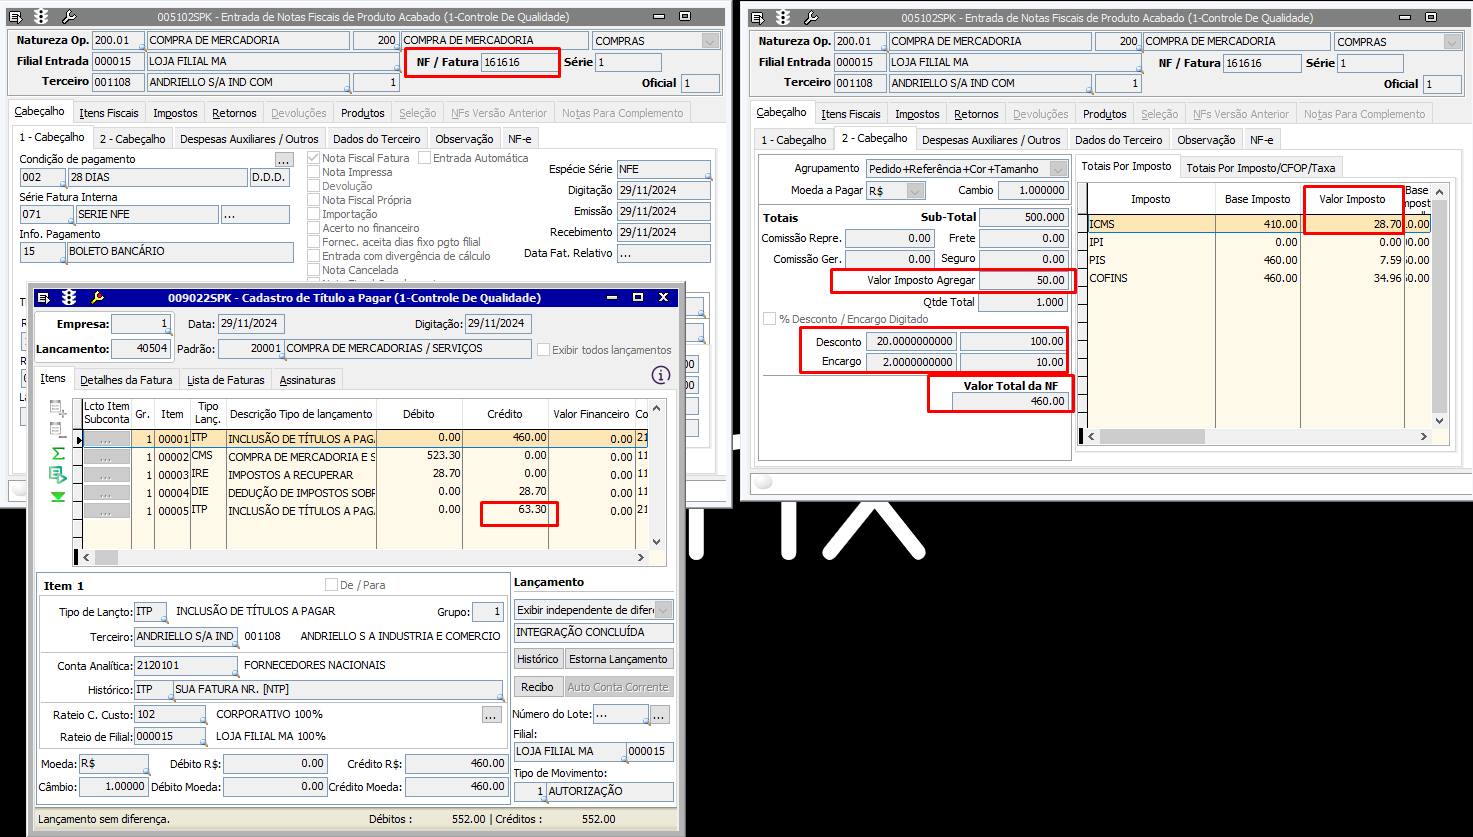 005102SPK - Entrada de Notas Fiscais de Produto Acabado (1-Controle De Qualidade)
Natureza Op. 200.01 COMPRA DE MERCADORIA 200 COMPRA DE MERCADORIA COMPRAS
Filial Entrada 000015 LOJA FILIAL MA NF / Fatura 161616 Série 1
Terceiro 001108 ANDRIELLO S/A IND COM 1 Oficial 1
Cabeçalho Itens Fiscais Impostos Retornos Devoluções Produtos Seleção NFs Versão Anterior Notas Para Complemento
1 - Cabeçalho 2 - Cabeçalho Despesas Auxiliares / Outros Dados do Terceiro Observação NF-e
Condição de pagamento ...
002 28 DIAS D.D.D.
Série Fatura Interna
071 SERIE NFE ...
Info. Pagamento
15 BOLETO BANCÁRIO
Nota Fiscal Fatura Entrada Automática
Nota Impressa
Devolução
Nota Fiscal Própria
Importação
Acerto no financeiro
Fornec. aceita dias fixo pgto filial
Entrada com divergência de cálculo
Nota Cancelada
Espécie Série NFE
Digitação 29/11/2024
Emissão 29/11/2024
Recebimento 29/11/2024
Data Fat. Relativo ...
009022SPK - Cadastro de Título a Pagar (1-Controle De Qualidade)
Empresa: 1 Data: 29/11/2024 Digitação: 29/11/2024
Lancamento: 40504 Padrão: 20001 COMPRA DE MERCADORIAS / SERVIÇOS Exibir todos lançamentos
Itens Detalhes da Fatura Lista de Faturas Assinaturas
Lcto Item Subconta Gr. Item Tipo Lanç. Descrição Tipo de lançamento Débito Crédito Valor Financeiro Co
... 1 00001 ITP INCLUSÃO DE TÍTULOS A PAGA 0.00 460.00 0.00 21
... 1 00002 CMS COMPRA DE MERCADORIA E S 523.30 0.00 0.00 11
... 1 00003 IRE IMPOSTOS A RECUPERAR 28.70 0.00 0.00 11
... 1 00004 DIE DEDUÇÃO DE IMPOSTOS SOBR 0.00 28.70 0.00 11
... 1 00005 ITP INCLUSÃO DE TÍTULOS A PAGA 0.00 63.30 0.00 21
Item 1 De / Para
Tipo de Lançto: ITP INCLUSÃO DE TÍTULOS A PAGAR Grupo: 1
Terceiro: ANDRIELLO S/A IND 001108 ANDRIELLO S A INDUSTRIA E COMERCIO
Conta Analítica: 2120101 FORNECEDORES NACIONAIS
Histórico: ITP SUA FATURA NR. [NTP]
Rateio C. Custo: 102 CORPORATIVO 100% ...
Rateio de Filial: 000015 LOJA FILIAL MA 100%
Moeda: R$ Débito R$: 0.00 Crédito R$: 460.00
Câmbio: 1.00000 Débito Moeda: 0.00 Crédito Moeda: 460.00
Lançamento
Exibir independente de difere
INTEGRAÇÃO CONCLUÍDA
Histórico Estorna Lançamento
Recibo Auto Conta Corrente
Número do Lote: ... ...
Filial:
LOJA FILIAL MA 000015
Tipo de Movimento:
1 AUTORIZAÇÃO
Lançamento sem diferença. Débitos : 552.00 | Créditos : 552.00
005102SPK - Entrada de Notas Fiscais de Produto Acabado (1-Controle De Qualidade)
Natureza Op. 200.01 COMPRA DE MERCADORIA 200 COMPRA DE MERCADORIA COMPRAS
Filial Entrada 000015 LOJA FILIAL MA NF / Fatura 161616 Série 1
Terceiro 001108 ANDRIELLO S/A IND COM 1 Oficial 1
Cabeçalho Itens Fiscais Impostos Retornos Devoluções Produtos Seleção NFs Versão Anterior Notas Para Complemento
1 - Cabeçalho 2 - Cabeçalho Despesas Auxiliares / Outros Dados do Terceiro Observação NF-e
Agrupamento Pedido+Referência+Cor+Tamanho
Moeda a Pagar R$ Cambio 1.000000
Totais Sub-Total 500.000
Comissão Repre. 0.00 Frete 0.00
Comissão Ger. 0.00 Seguro 0.00
Valor Imposto Agregar 50.00
Qtde Total 1.000
% Desconto / Encargo Digitado
Desconto 20.0000000000 100.00
Encargo 2.0000000000 10.00
Valor Total da NF
460.00
Totais Por Imposto Totais Por Imposto/CFOP/Taxa
Imposto Base Imposto Valor Imposto Base
ICMS 410.00 28.70
IPI 0.00 0.00
PIS 460.00 7.59
COFINS 460.00 34.96